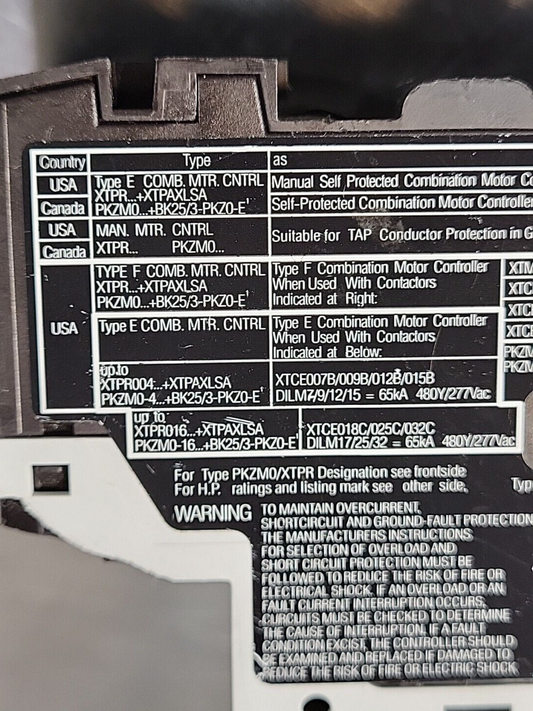 Country Type as
USA Type E COMB. MTR. CNTRL Manual Self Protected Combination Motor Co
XTPR...+XTPAXLSA
Canada PKZM0...+BK25/3-PKZ0-E' Self-Protected Combination Motor Controller
USA MAN. MTR. CNTRL
Canada XTPR... PKZM0... Suitable for TAP Conductor Protection in G
TYPE F COMB. MTR. CNTRL Type F Combination Motor Controller XTM
XTPR...+XTPAXLSA When Used With Contactors XTC
PKZM0...+BK25/3-PKZ0-E' Indicated at Right: XTCE
USA Type E COMB. MTR. CNTRL Type E Combination Motor Controller XTCE
When Used With Contactors PKZM
Indicated at Below: PKZM
up to
XTPR004...+XTPAXLSA XTCE007B/009B/012B/015B
PKZM0-4...+BK25/3-PKZ0-E' DILM7/9/12/15 = 65kA 480Y/277Vac
up to
XTPR016...+XTPAXLSA XTCE018C/025C/032C
PKZM0-16...+BK25/3-PKZ0-E' DILM17/25/32 = 65kA 480Y/277Vac
For Type PKZM0/XTPR Designation see frontside
For H.P. ratings and listing mark see other side, Typ
WARNING TO MAINTAIN OVERCURRENT,
SHORTCIRCUIT AND GROUND-FAULT PROTECTION
THE MANUFACTURERS INSTRUCTIONS
FOR SELECTION OF OVERLOAD AND
SHORT CIRCUIT PROTECTION MUST BE
FOLLOWED TO REDUCE THE RISK OF FIRE OR
ELECTRICAL SHOCK. IF AN OVERLOAD OR AN
FAULT CURRENT INTERRUPTION OCCURS,
CURCUITS MUST BE CHECKED TO DETERMINE
THE CAUSE OF INTERRUPTION. IF A FAULT
CONDITION EXCIST, THE CONTROLLER SHOULD
BE EXAMINED AND REPLACED IF DAMAGED TO
REDUCE THE RISK OF FIRE OR ELECTRIC SHOCK